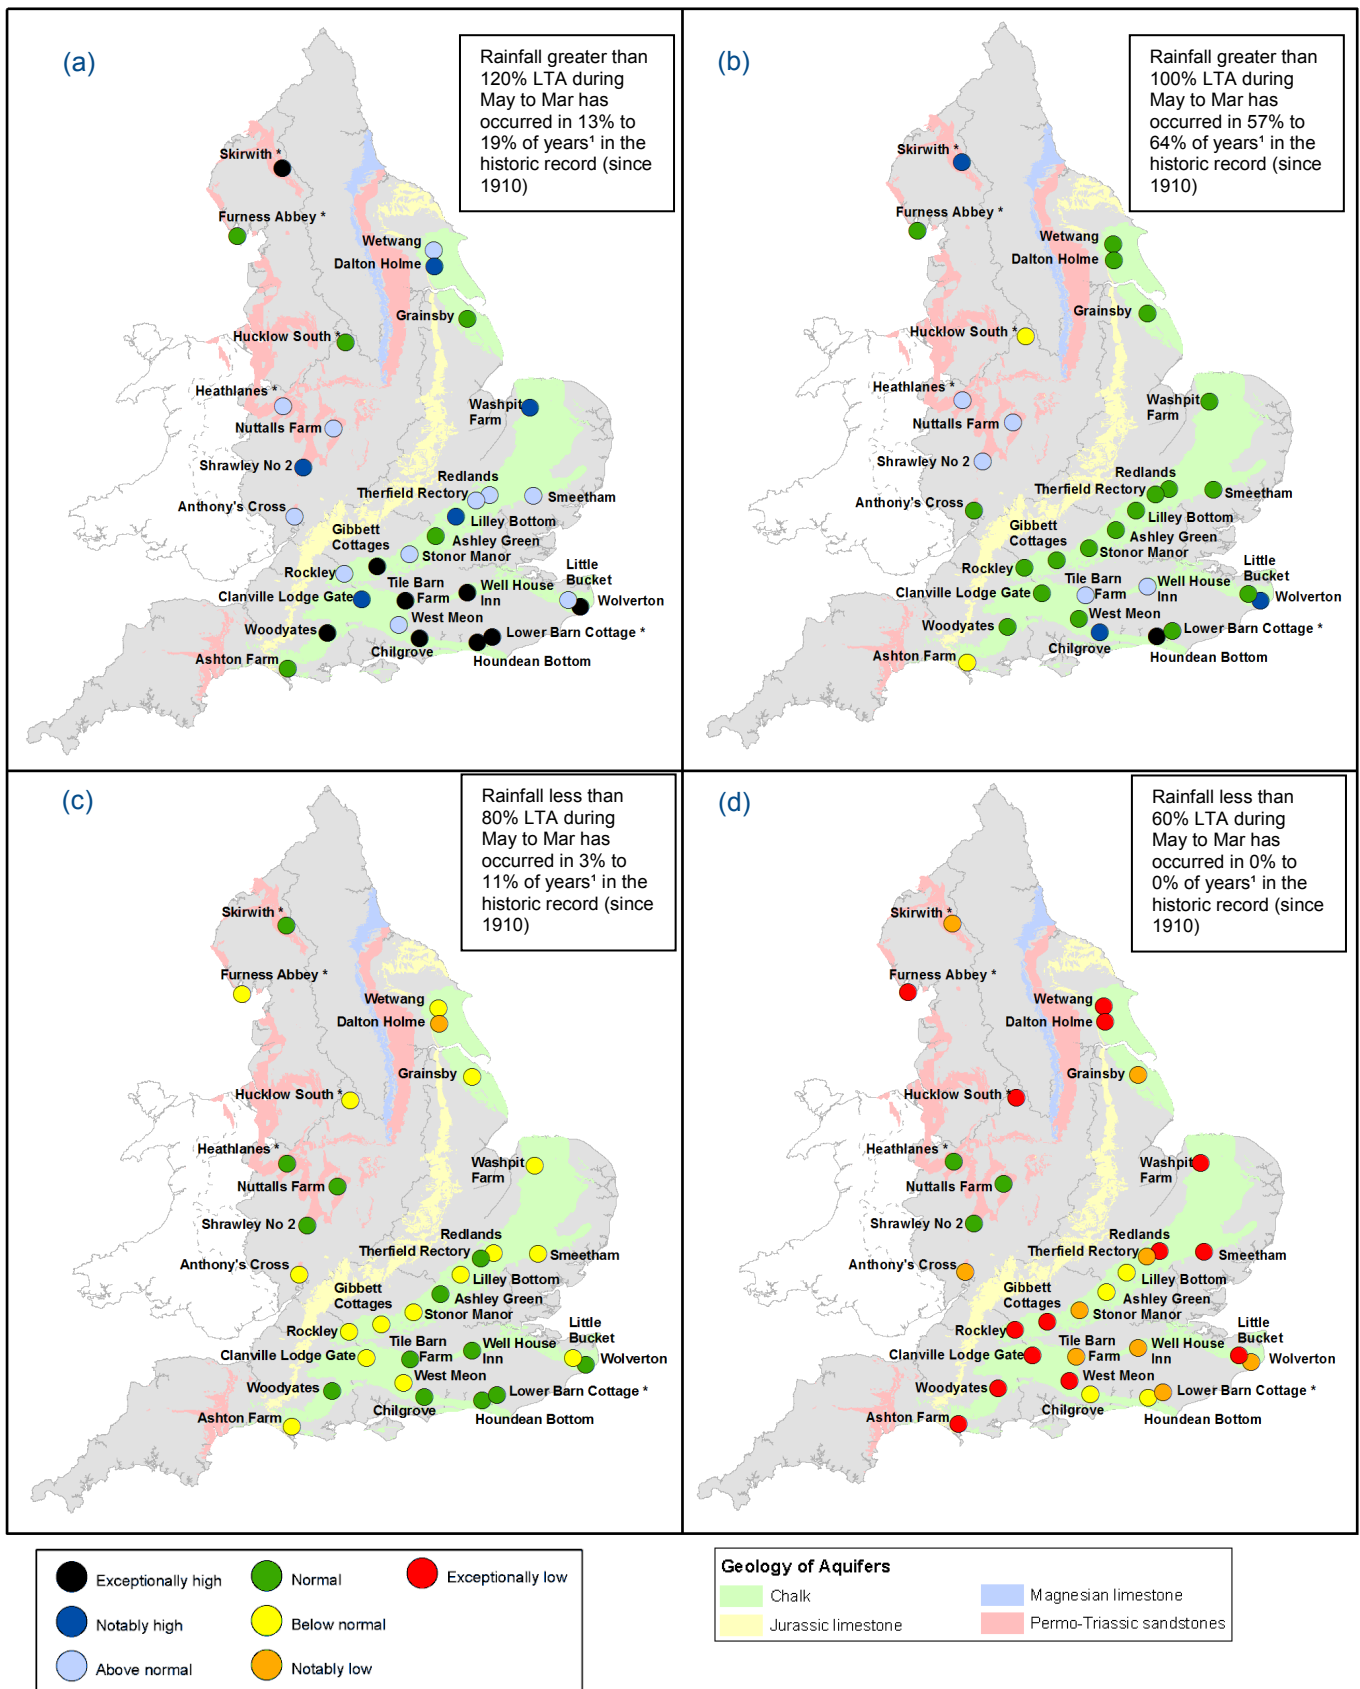 (a)
Rainfall greater than
120% LTA during
May to Mar has
occurred in 13% to
19% of years¹ in the
historic record (since
1910)
Skirwith *
Furness Abbey *
Wetwang
Dalton Holme
Grainsby
Hucklow South *
Heathlanes *
Washpit
Farm
Nuttalls Farm
Shrawley No 2
Redlands
Therfield Rectory
Smeetham
Anthony's Cross
Lilley Bottom
Gibbett
Cottages
Ashley Green
Stonor Manor
Rockley
Little
Bucket
Tile Barn
Farm
Well House
Inn
Clanville Lodge Gate
Wolverton
West Meon
Woodyates
Lower Barn Cottage *
Chilgrove
Houndean Bottom
Ashton Farm
(b)
Rainfall greater than
100% LTA during
May to Mar has
occurred in 57% to
64% of years¹ in the
historic record (since
1910)
Skirwith *
Furness Abbey *
Wetwang
Dalton Holme
Grainsby
Hucklow South *
Heathlanes *
Washpit
Farm
Nuttalls Farm
Shrawley No 2
Redlands
Therfield Rectory
Smeetham
Anthony's Cross
Lilley Bottom
Gibbett
Cottages
Ashley Green
Stonor Manor
Rockley
Little
Bucket
Tile Barn
Farm
Well House
Inn
Clanville Lodge Gate
Wolverton
West Meon
Woodyates
Lower Barn Cottage *
Chilgrove
Houndean Bottom
Ashton Farm
(c)
Rainfall less than
80% LTA during
May to Mar has
occurred in 3% to
11% of years¹ in the
historic record (since
1910)
Skirwith *
Furness Abbey *
Wetwang
Dalton Holme
Grainsby
Hucklow South *
Heathlanes *
Washpit
Farm
Nuttalls Farm
Shrawley No 2
Redlands
Therfield Rectory
Smeetham
Anthony's Cross
Lilley Bottom
Gibbett
Cottages
Ashley Green
Stonor Manor
Rockley
Little
Bucket
Tile Barn
Farm
Well House
Inn
Clanville Lodge Gate
Wolverton
West Meon
Woodyates
Lower Barn Cottage *
Chilgrove
Houndean Bottom
Ashton Farm
(d)
Rainfall less than
60% LTA during
May to Mar has
occurred in 0% to
0% of years¹ in the
historic record (since
1910)
Skirwith *
Furness Abbey *
Wetwang
Dalton Holme
Grainsby
Hucklow South *
Heathlanes *
Washpit
Farm
Nuttalls Farm
Shrawley No 2
Redlands
Therfield Rectory
Smeetham
Anthony's Cross
Lilley Bottom
Gibbett
Cottages
Ashley Green
Stonor Manor
Rockley
Little
Bucket
Tile Barn
Farm
Well House
Inn
Clanville Lodge Gate
Wolverton
West Meon
Woodyates
Lower Barn Cottage *
Chilgrove
Houndean Bottom
Ashton Farm
Exceptionally high
Normal
Exceptionally low
Notably high
Below normal
Above normal
Notably low
Geology of Aquifers
Chalk
Magnesian limestone
Jurassic limestone
Permo-Triassic sandstones